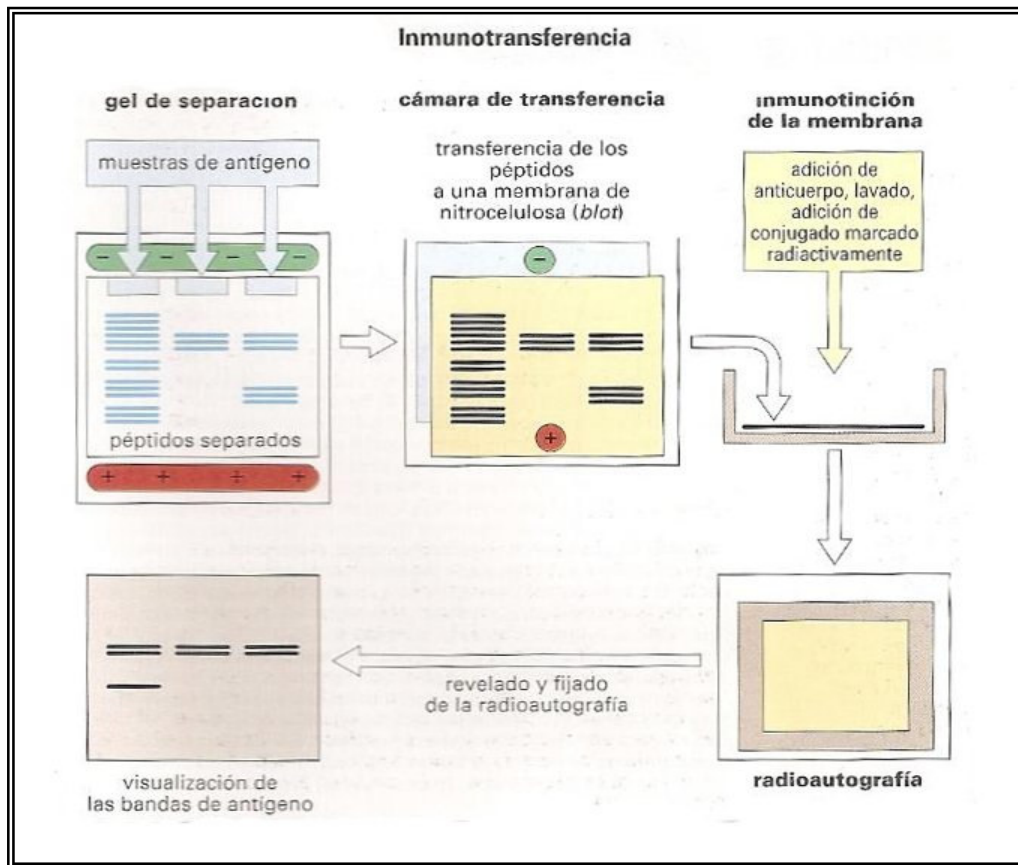 Inmunotransferencia
gel de separacion
muestras de antígeno
− − − −
péptidos separados
+ + + +
cámara de transferencia
transferencia de los
péptidos
a una membrana de
nitrocelulosa (blot)
−
+
inmunotinción
de la membrana
adición de
anticuerpo, lavado,
adición de
conjugado marcado
radiactivamente
radioautografía
revelado y fijado
de la radioautografía
visualización de
las bandas de antígeno